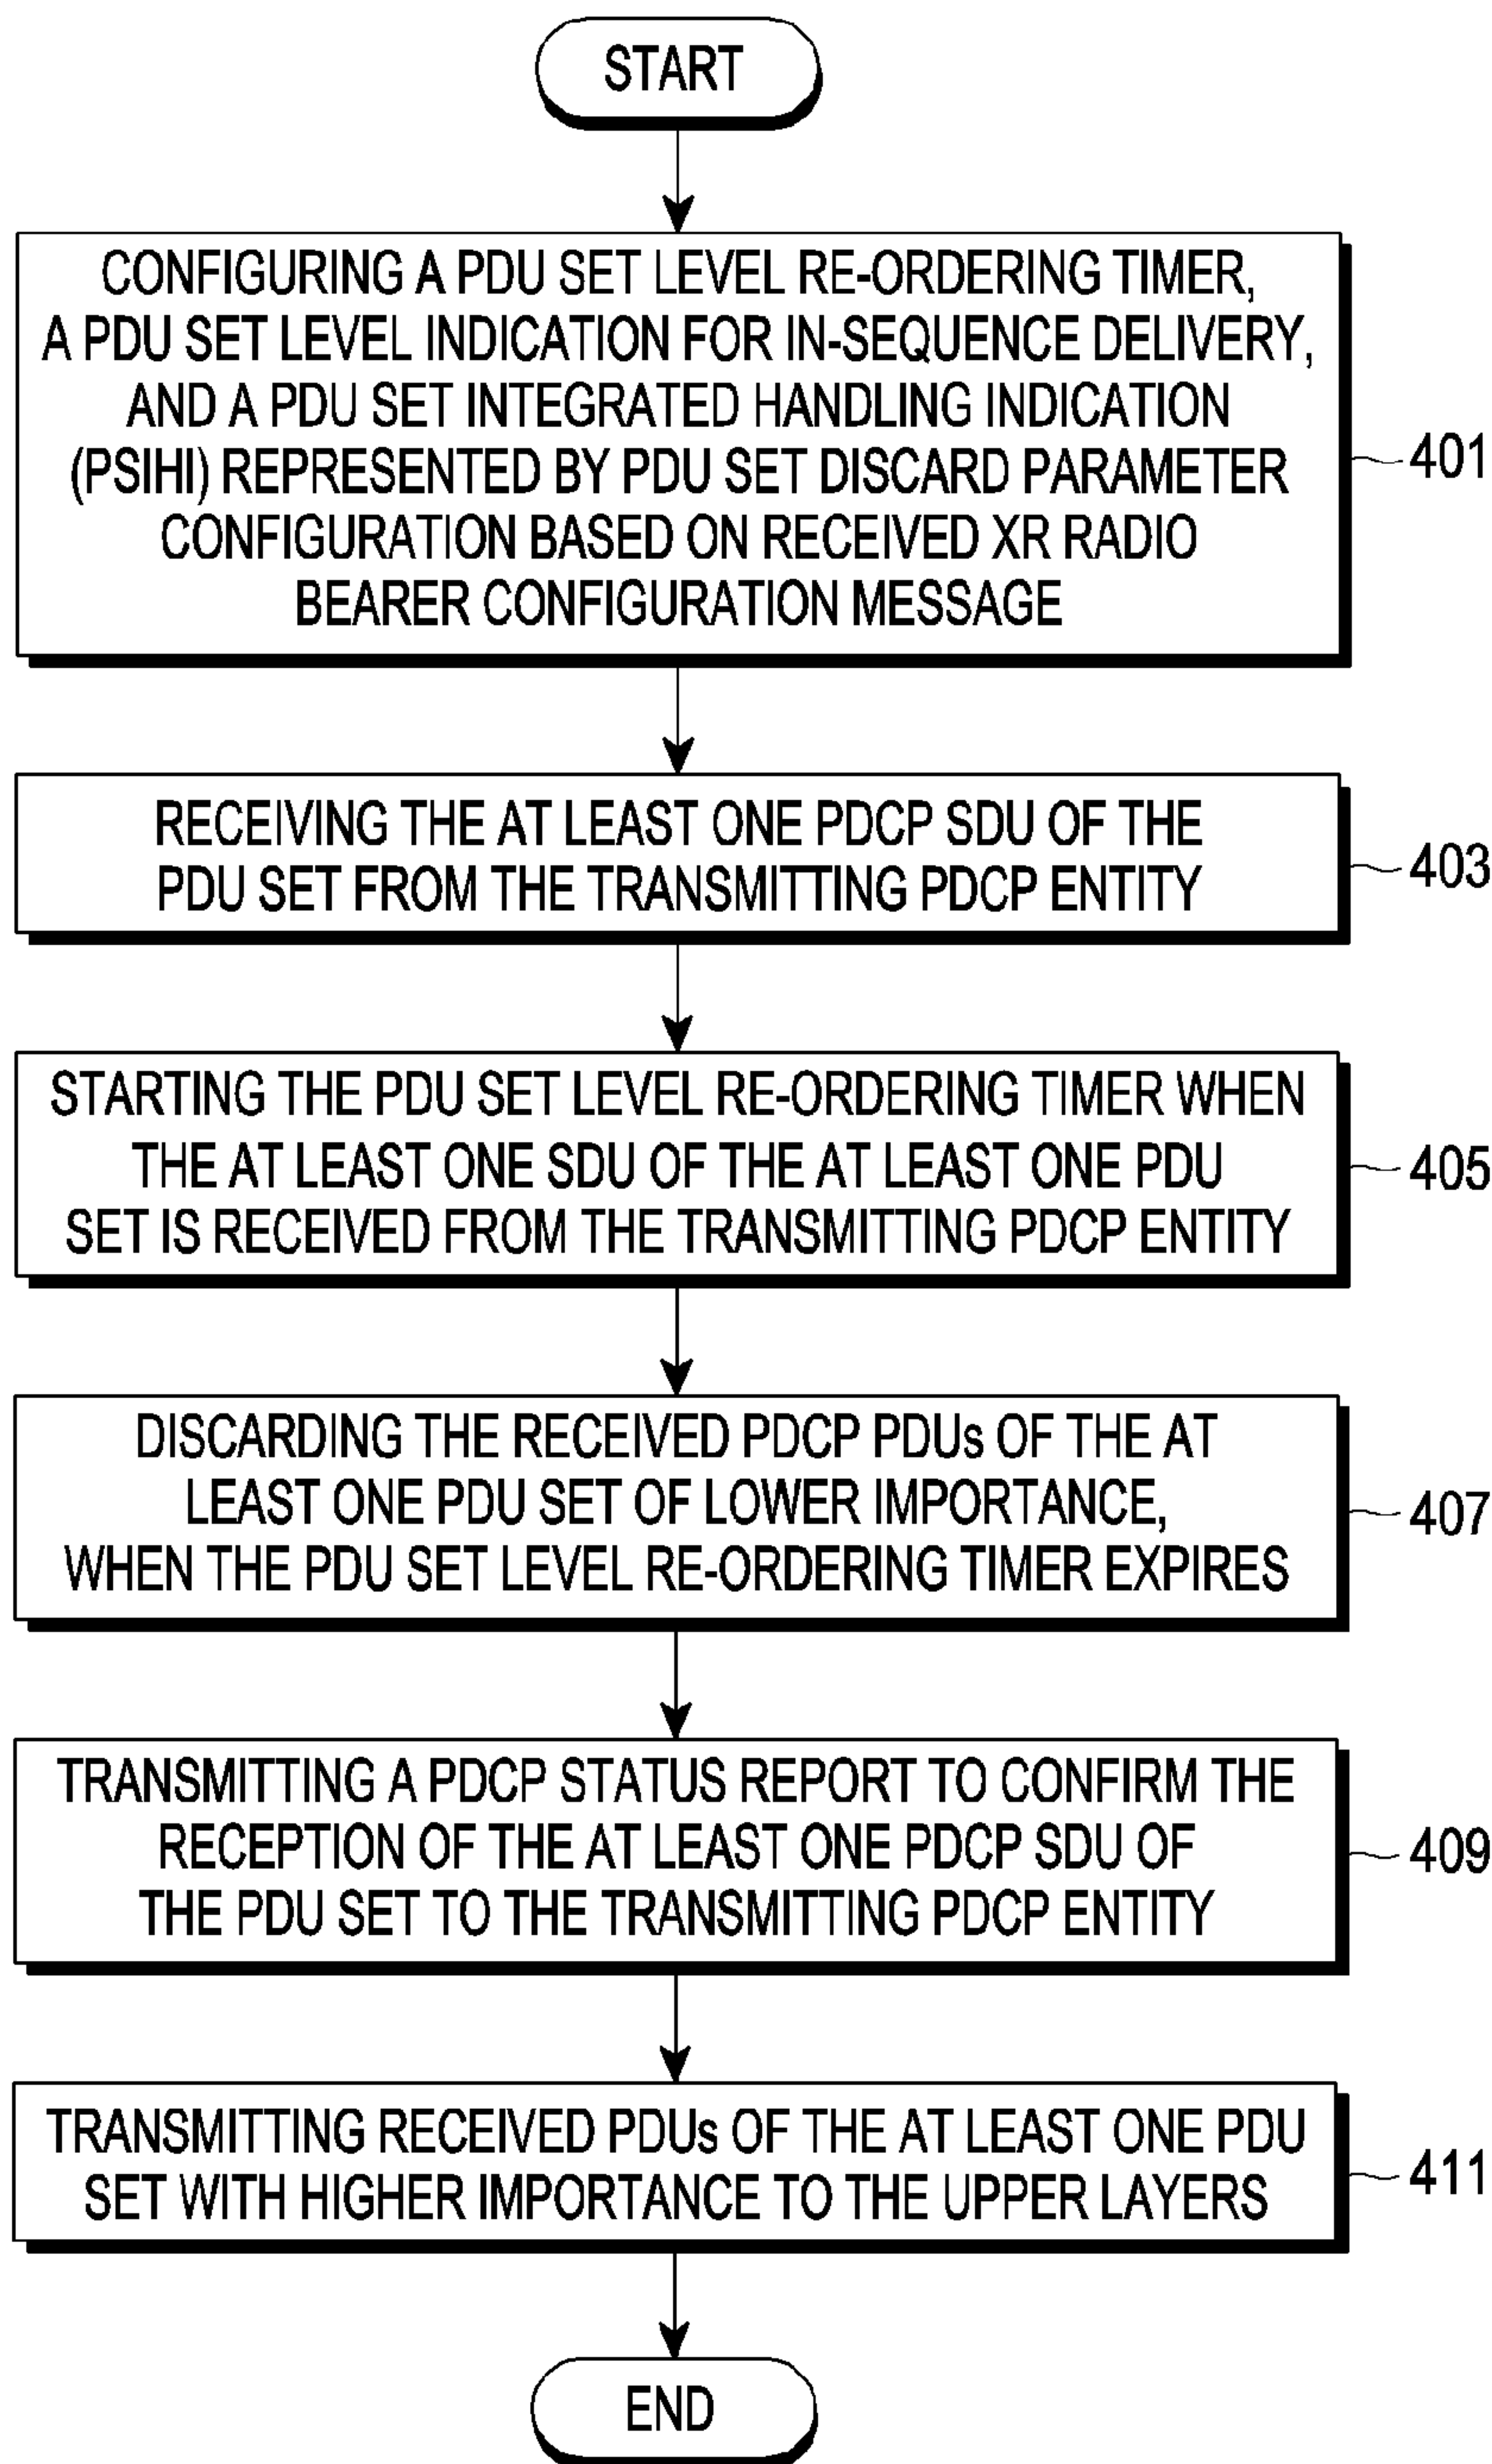 START
CONFIGURING A PDU SET LEVEL RE-ORDERING TIMER,
A PDU SET LEVEL INDICATION FOR IN-SEQUENCE DELIVERY,
AND A PDU SET INTEGRATED HANDLING INDICATION
(PSIHI) REPRESENTED BY PDU SET DISCARD PARAMETER
CONFIGURATION BASED ON RECEIVED XR RADIO
BEARER CONFIGURATION MESSAGE
401
RECEIVING THE AT LEAST ONE PDCP SDU OF THE
PDU SET FROM THE TRANSMITTING PDCP ENTITY
403
STARTING THE PDU SET LEVEL RE-ORDERING TIMER WHEN
THE AT LEAST ONE SDU OF THE AT LEAST ONE PDU
SET IS RECEIVED FROM THE TRANSMITTING PDCP ENTITY
405
DISCARDING THE RECEIVED PDCP PDUs OF THE AT
LEAST ONE PDU SET OF LOWER IMPORTANCE,
WHEN THE PDU SET LEVEL RE-ORDERING TIMER EXPIRES
407
TRANSMITTING A PDCP STATUS REPORT TO CONFIRM THE
RECEPTION OF THE AT LEAST ONE PDCP SDU OF
THE PDU SET TO THE TRANSMITTING PDCP ENTITY
409
TRANSMITTING RECEIVED PDUs OF THE AT LEAST ONE PDU
SET WITH HIGHER IMPORTANCE TO THE UPPER LAYERS
411
END